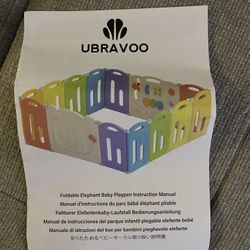 UBRAVOO
Foldable Elephant Baby Playpen Instruction Manual
Manuel d'instructions du parc bébé éléphant pliable
Faltbarer Elefantenbaby-Laufstall Bedienungsanleitung
Manual de instrucciones del parque infantil plegable elefante bebé
Manuale di istruzioni del box per bambini pieghevole elefante
折りたためるベビーサークル取り扱い説明書